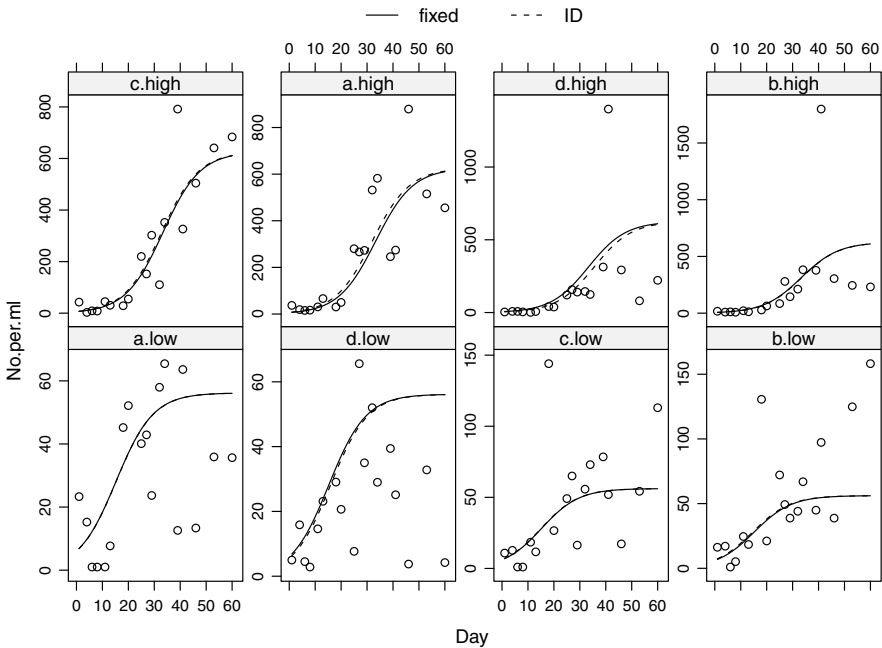 fixed ID
0 10 20 30 40 50 60
0 10 20 30 40 50 60
c.high a.high d.high b.high
0 200 400 600 800
0 200 400 600 800
0 500 1000
0 500 1000 1500
No.per.ml
a.low d.low c.low b.low
0 20 40 60
0 20 40 60
0 50 100 150
0 50 100 150
0 10 20 30 40 50 60
0 10 20 30 40 50 60
Day